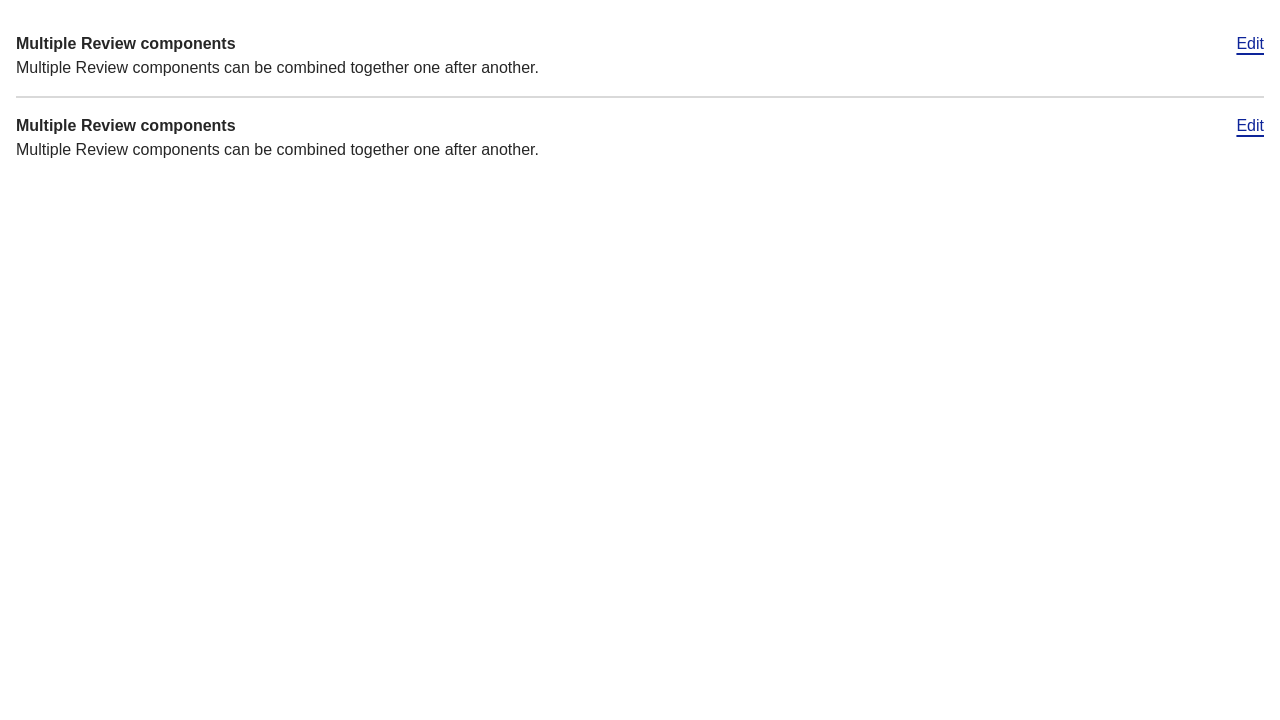 Multiple Review components
Edit
Multiple Review components can be combined together one after another.
Multiple Review components
Edit
Multiple Review components can be combined together one after another.